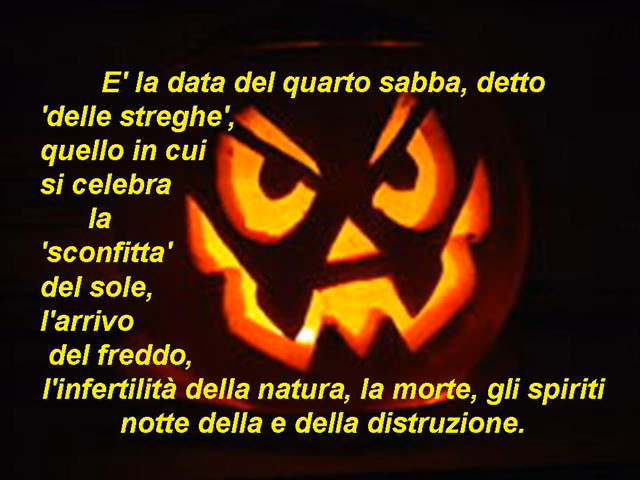 E' la data del quarto sabba, detto
'delle streghe',
quello in cui
si celebra
la
'sconfitta'
del sole,
l'arrivo
del freddo,
l'infertilità della natura, la morte, gli spiriti
notte della e della distruzione.